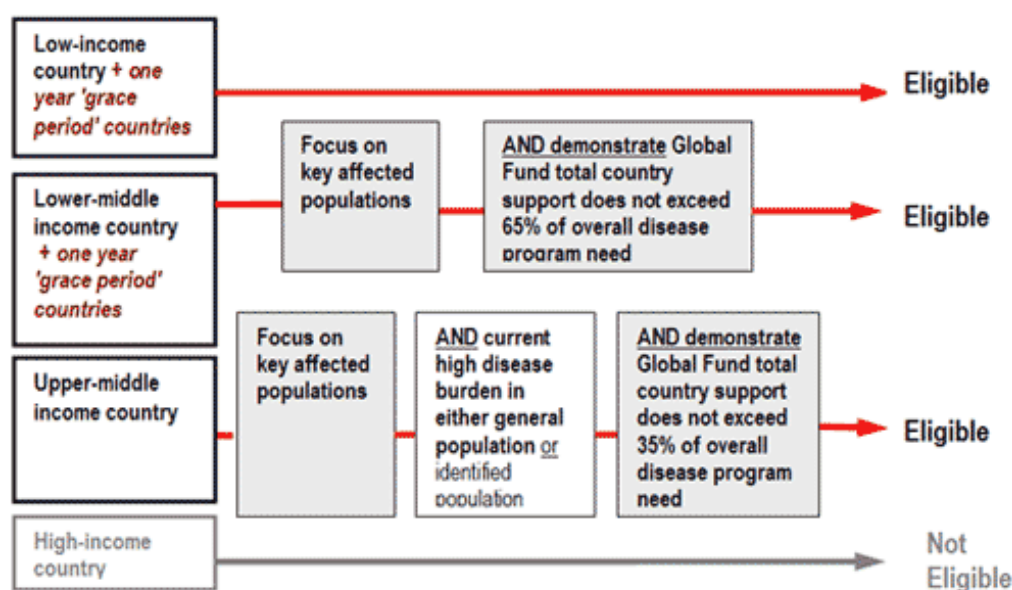 Low-income
country + one
year 'grace
period' countries
Eligible
Lower-middle
income country
+ one year
'grace period'
countries
Focus on
key affected
populations
AND demonstrate Global
Fund total country
support does not exceed
65% of overall disease
program need
Eligible
Upper-middle
income country
Focus on
key affected
populations
AND current
high disease
burden in
either general
population or
identified
population
AND demonstrate
Global Fund total
country support
does not exceed
35% of overall
disease program
need
Eligible
High-income
country
Not
Eligible